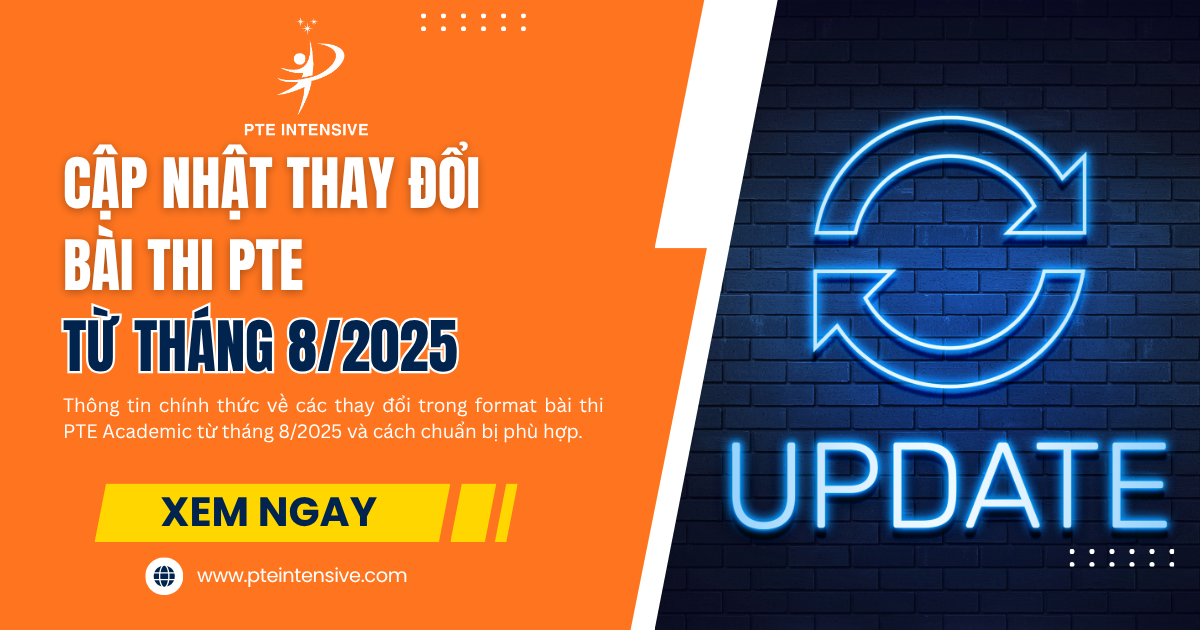 PTE INTENSIVE
CẬP NHẬT THAY ĐỔI
BÀI THI PTE
TỪ THÁNG 8/2025
Thông tin chính thức về các thay đổi trong format bài thi
PTE Academic từ tháng 8/2025 và cách chuẩn bị phù hợp.
XEM NGAY
www.pteintensive.com
UPDATE